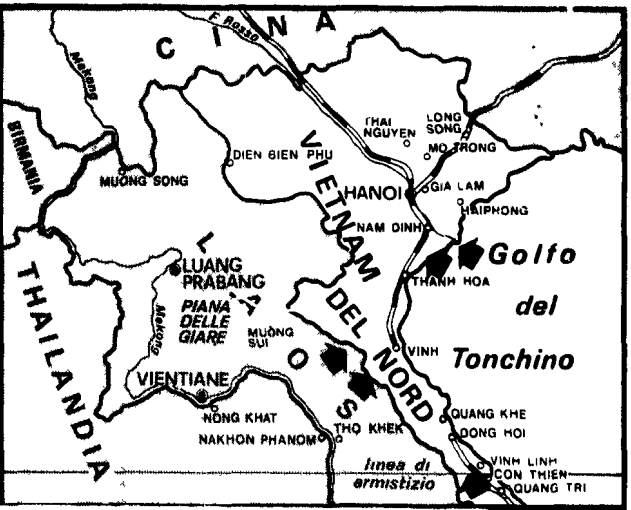 C I N A
F. Rosso
Mekong
BIRMANIA
THAI
NGUYEN
LONG
SONG
MO TRONG
DIEN BIEN PHU
MUONG SONG
HANOI
GIA LAM
HAIPHONG
NAM DINH
VIETNAM
DEL NORD
LAOS
LUANG
PRABANG
PIANA
DELLE
GIARE
MUONG
SUI
Mekong
THAILANDIA
THANH HOA
Golfo
del
Tonchino
VINH
VIENTIANE
NONG KHAT
NAKHON PHANOM
THO KHEK
QUANG KHE
DONG HOI
linea di
armistizio
VINH LINH
CON THIEN
QUANG TRI